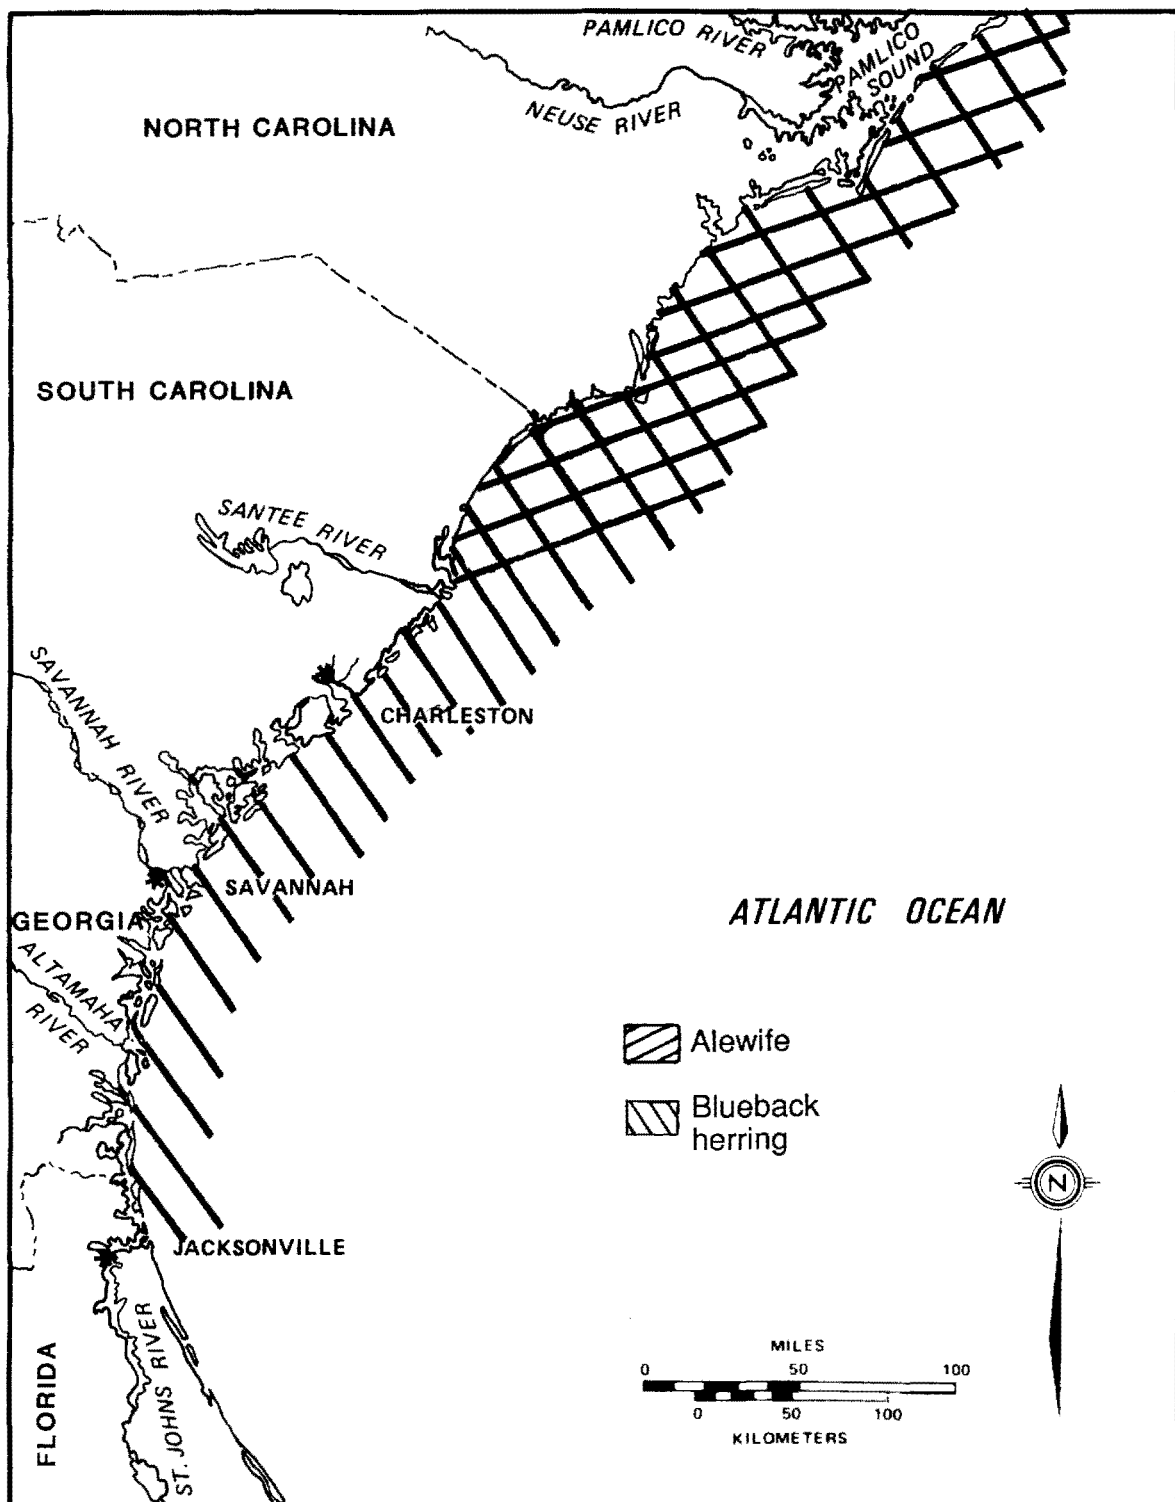 PAMLICO RIVER
PAMLICO
SOUND
NEUSE RIVER
NORTH CAROLINA
SOUTH CAROLINA
SANTEE RIVER
SAVANNAH RIVER
CHARLESTON
SAVANNAH
GEORGIA
ATLANTIC OCEAN
ALTAMAHA
RIVER
Alewife
Blueback
herring
N
JACKSONVILLE
FLORIDA
ST. JOHNS RIVER
MILES
0 50 100
0 50 100
KILOMETERS